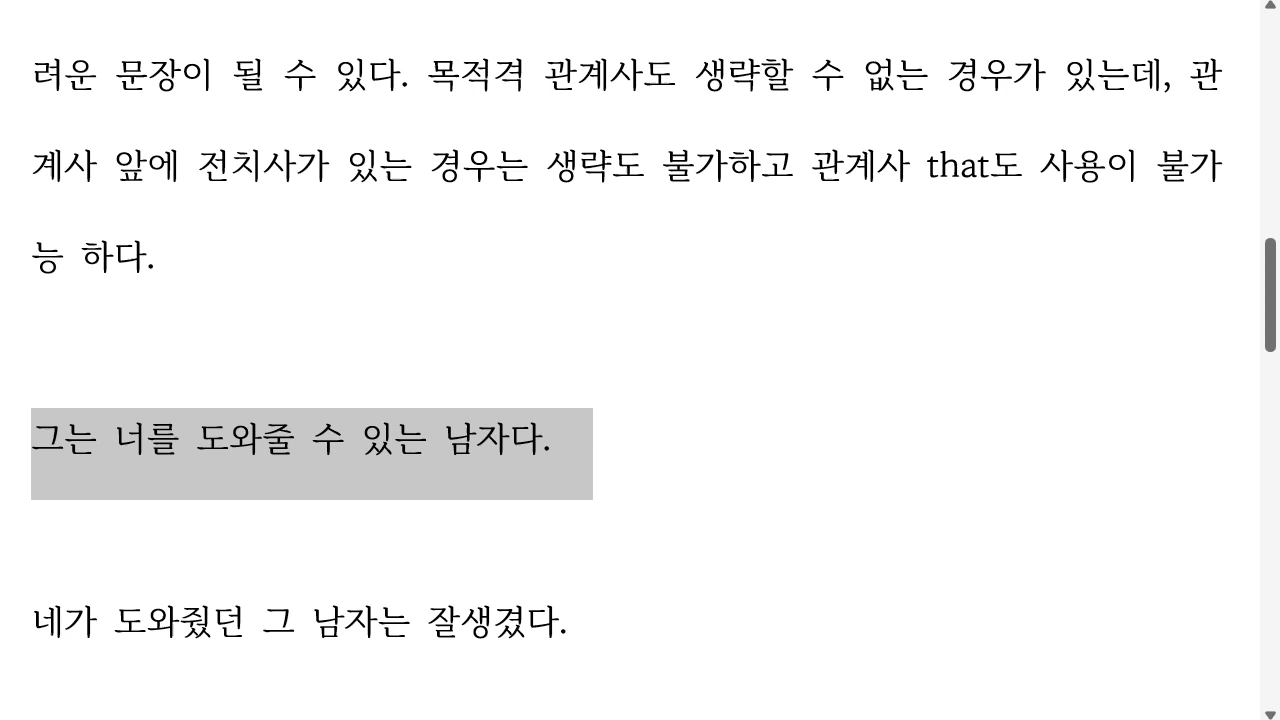 려운 문장이 될 수 있다. 목적격 관계사도 생략할 수 없는 경우가 있는데, 관
계사 앞에 전치사가 있는 경우는 생략도 불가하고 관계사 that도 사용이 불가
능 하다.
그는 너를 도와줄 수 있는 남자다.
네가 도와줬던 그 남자는 잘생겼다.